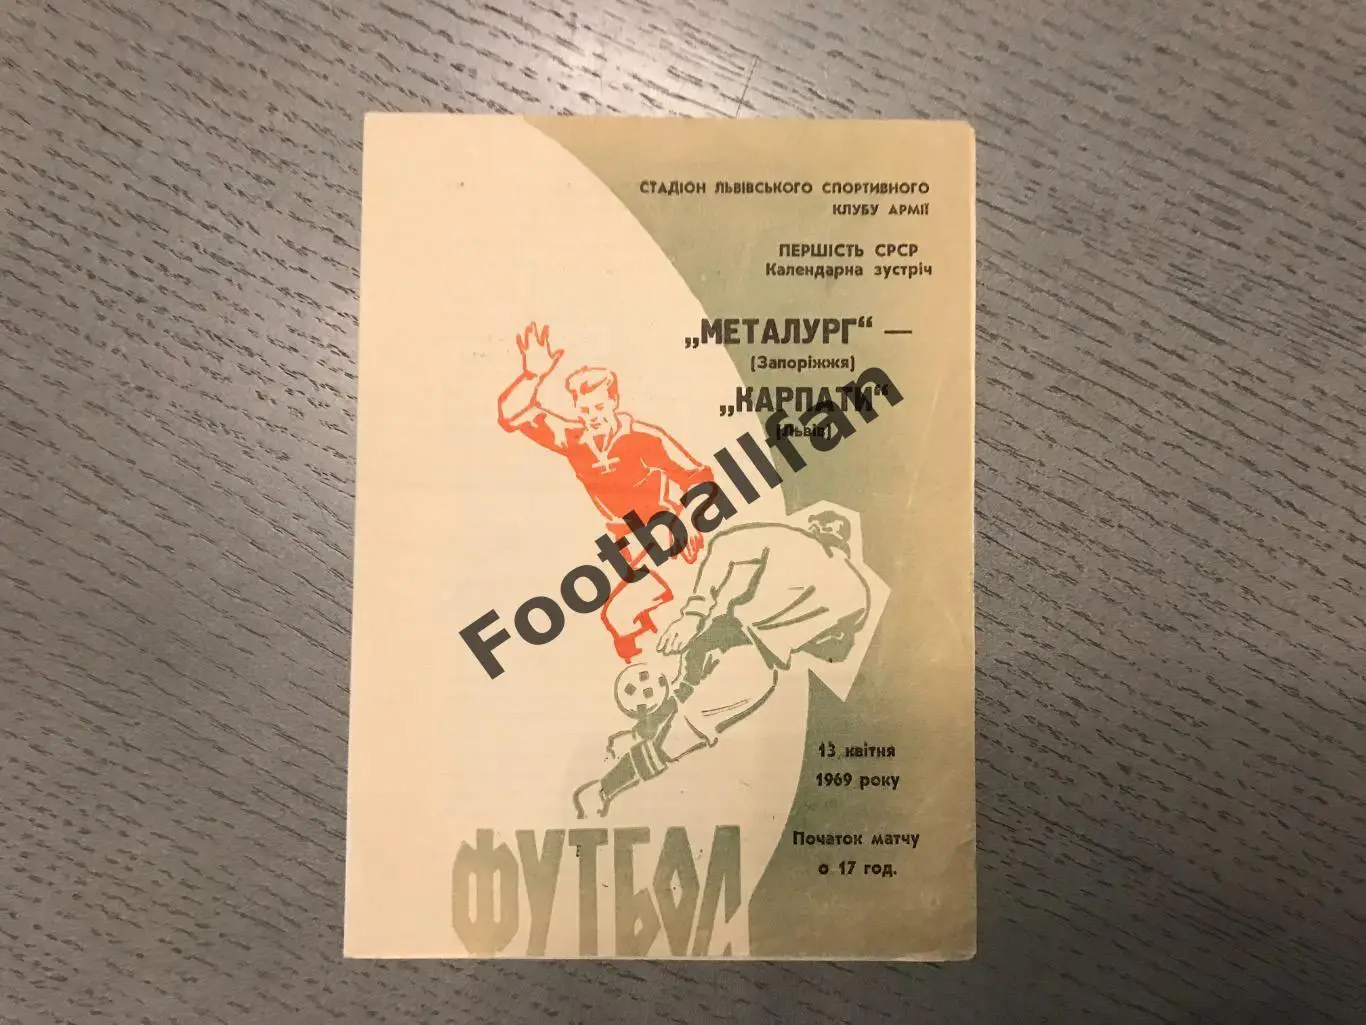 СТАДІОН ЛЬВІВСЬКОГО СПОРТИВНОГО
КЛУБУ АРМІЇ
ПЕРШІСТЬ СРСР
Календарна зустріч
„МЕТАЛУРГ“ —
(Запоріжжя)
„КАРПАТИ“
(Львів)
Footballfan
13 квітня
1969 року
Початок матчу
о 17 год.
ФУТБОЛ